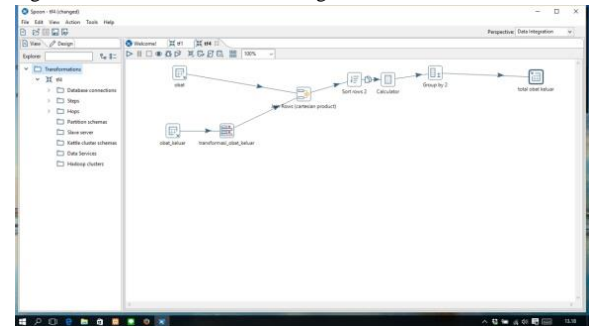 Spoon - tf4 (changed)
File Edit View Action Tools Help
Perspective: Data Integration
View Design
Welcome! tf1 tf4
Explorer
100%
Transformations
tf4
Database connections
Steps
Hops
Partition schemas
Slave server
Kettle cluster schemas
Data Services
Hadoop clusters
obat
Rows (cartesian product)
Sort rows 2
Calculator
Group by 2
total obat keluar
obat_keluar
transformasi_obat_keluar
13.18